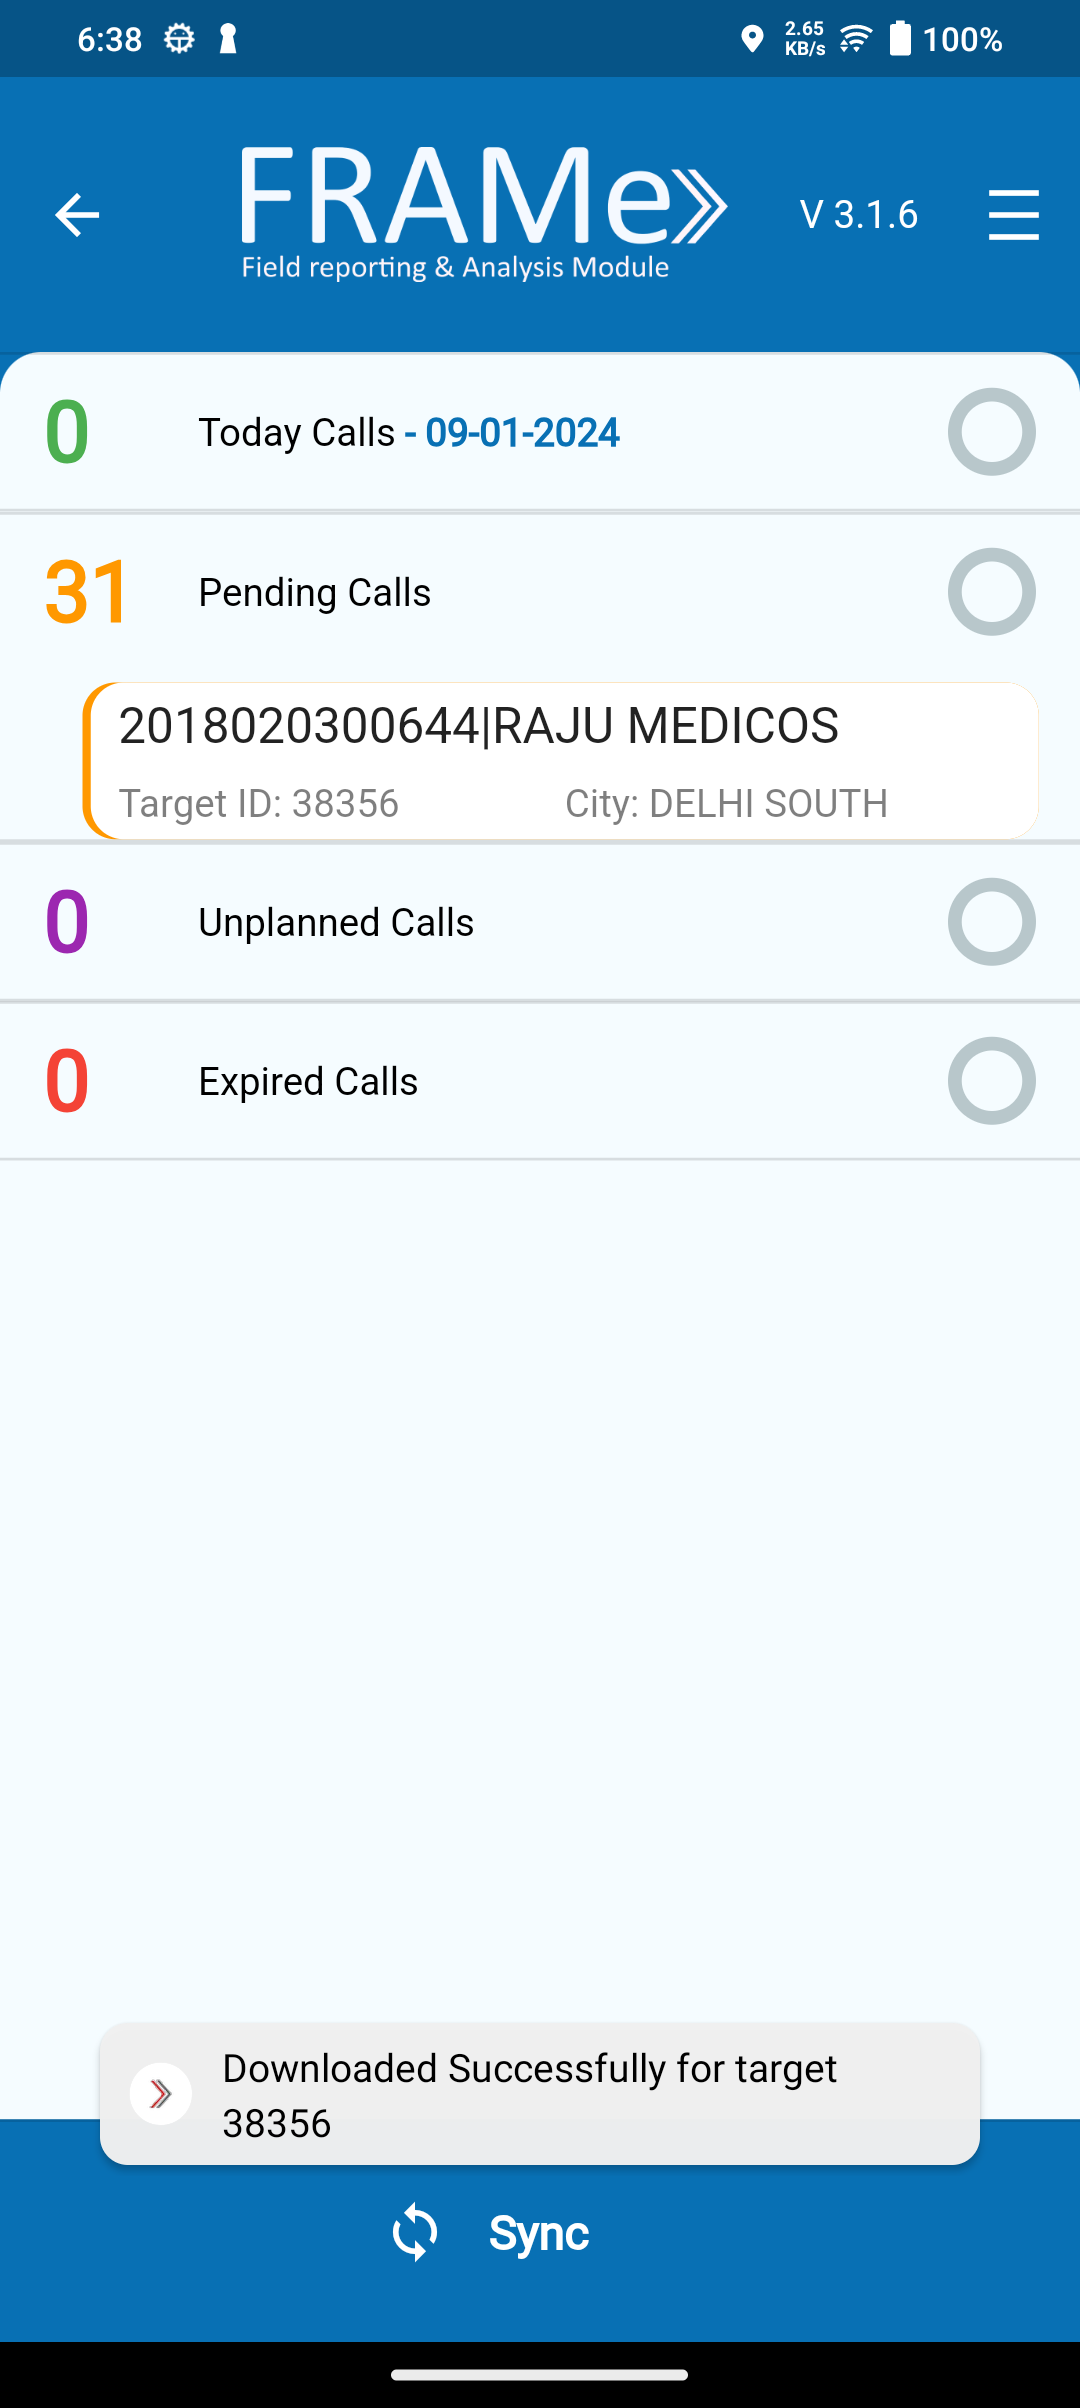 6:38
2.65
KB/s
100%
FRAMe
Field reporting & Analysis Module
V 3.1.6
0 Today Calls - 09-01-2024
31 Pending Calls
2018020300644|RAJU MEDICOS
Target ID: 38356 City: DELHI SOUTH
0 Unplanned Calls
0 Expired Calls
Downloaded Successfully for target
38356
Sync